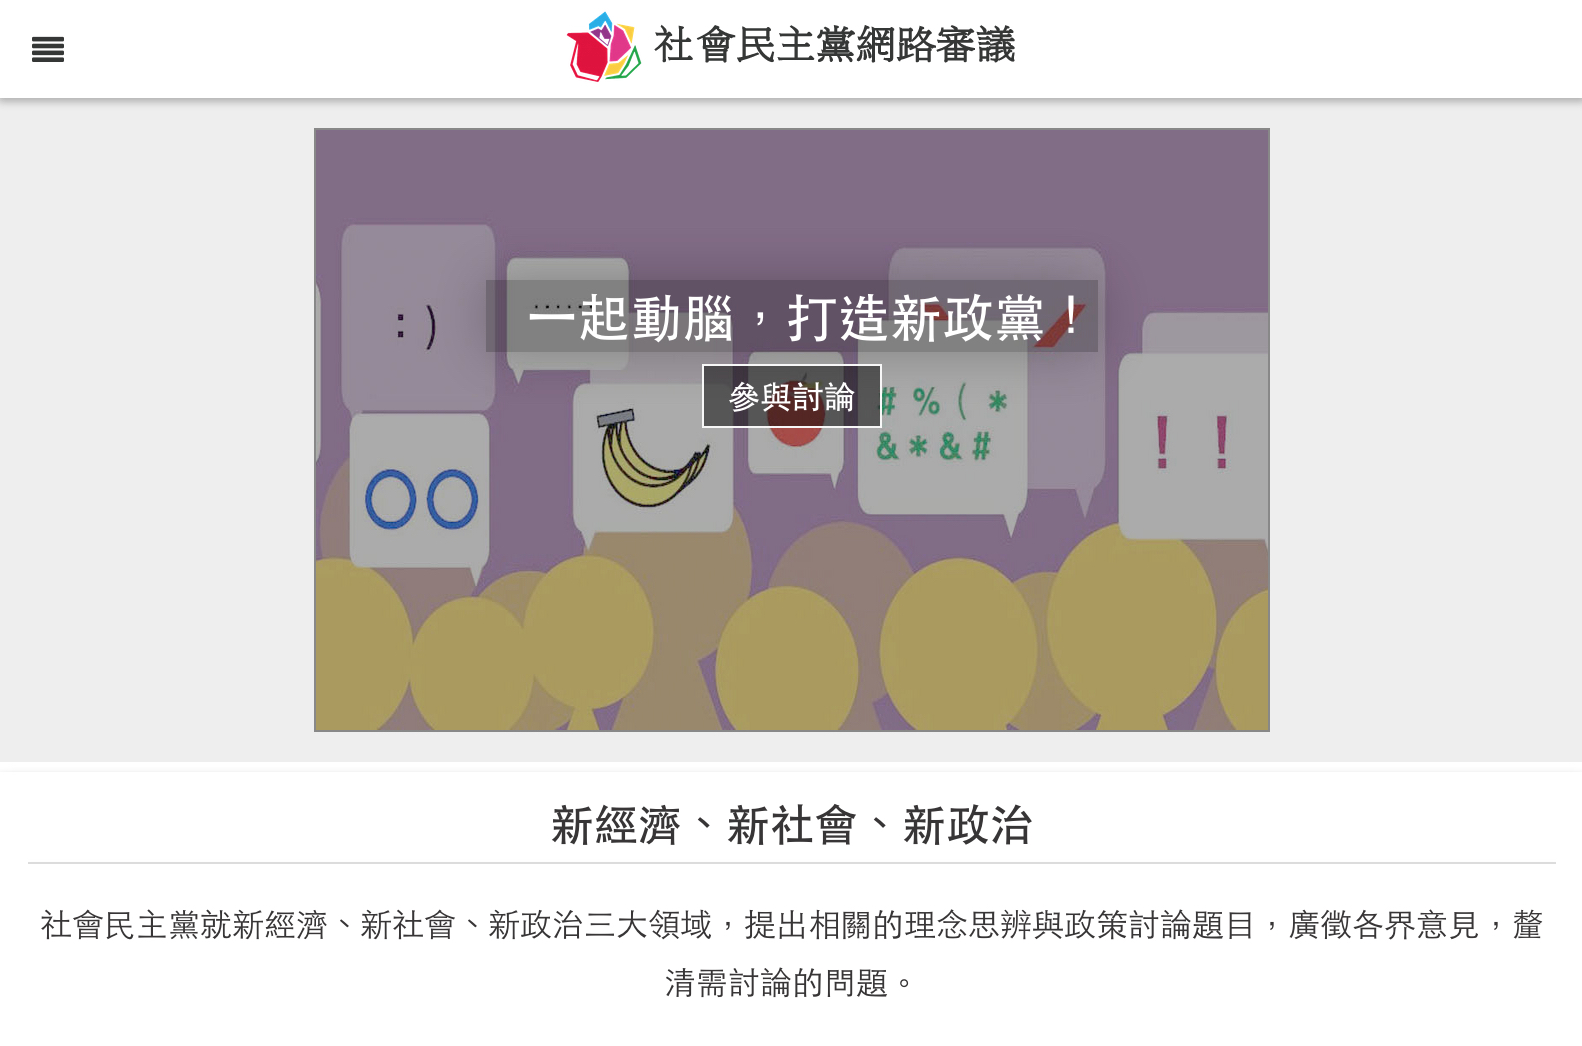 社會民主黨網路審議
: )
......
一起動腦，打造新政黨！
參與討論
# % ( *
& * & #
! !
新經濟、新社會、新政治
社會民主黨就新經濟、新社會、新政治三大領域，提出相關的理念思辨與政策討論題目，廣徵各界意見，釐
清需討論的問題。